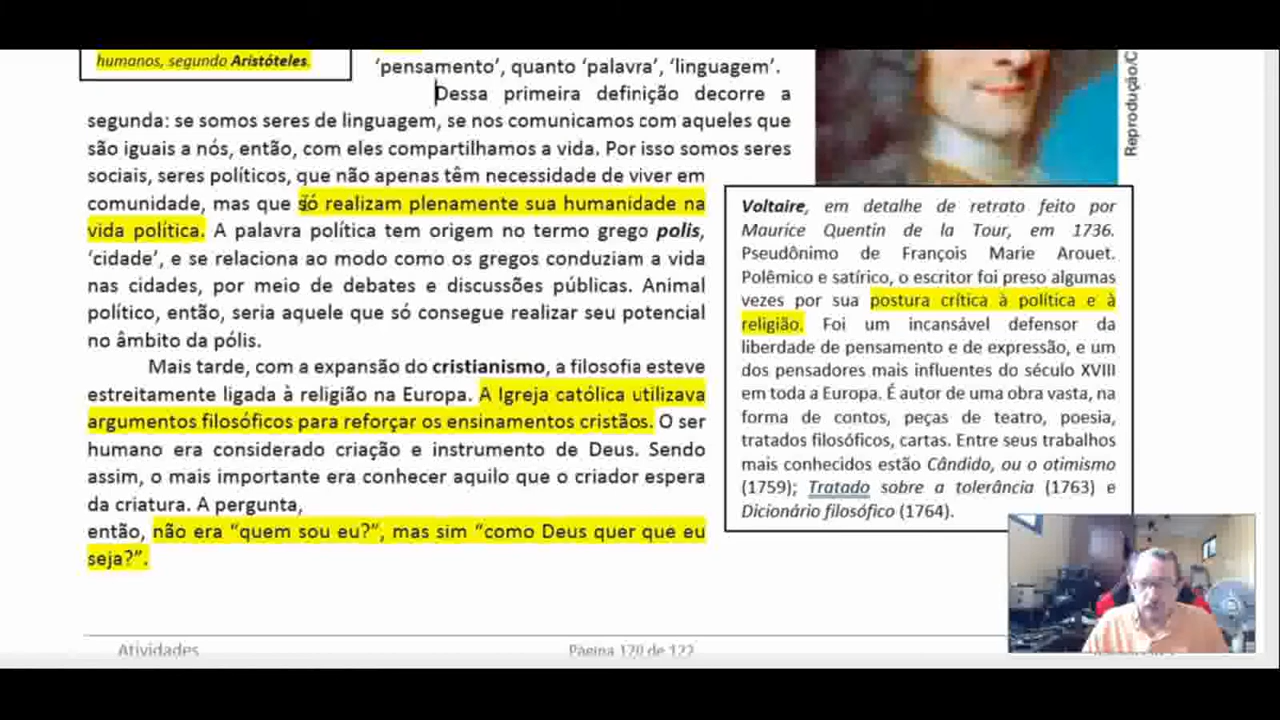 humanos, segundo Aristóteles.
‘pensamento’, quanto ‘palavra’, ‘linguagem’.
Dessa primeira definição decorre a
segunda: se somos seres de linguagem, se nos comunicamos com aqueles que
são iguais a nós, então, com eles compartilhamos a vida. Por isso somos seres
sociais, seres políticos, que não apenas têm necessidade de viver em
comunidade, mas que só realizam plenamente sua humanidade na
vida política. A palavra política tem origem no termo grego polis,
‘cidade’, e se relaciona ao modo como os gregos conduziam a vida
nas cidades, por meio de debates e discussões públicas. Animal
político, então, seria aquele que só consegue realizar seu potencial
no âmbito da pólis.
Mais tarde, com a expansão do cristianismo, a filosofia esteve
estreitamente ligada à religião na Europa. A Igreja católica utilizava
argumentos filosóficos para reforçar os ensinamentos cristãos. O ser
humano era considerado criação e instrumento de Deus. Sendo
assim, o mais importante era conhecer aquilo que o criador espera
da criatura. A pergunta,
então, não era “quem sou eu?”, mas sim “como Deus quer que eu
seja?”.
Reprodução/C
Voltaire, em detalhe de retrato feito por
Maurice Quentin de la Tour, em 1736.
Pseudônimo de François Marie Arouet.
Polêmico e satírico, o escritor foi preso algumas
vezes por sua postura crítica à política e à
religião. Foi um incansável defensor da
liberdade de pensamento e de expressão, e um
dos pensadores mais influentes do século XVIII
em toda a Europa. É autor de uma obra vasta, na
forma de contos, peças de teatro, poesia,
tratados filosóficos, cartas. Entre seus trabalhos
mais conhecidos estão Cândido, ou o otimismo
(1759); Tratado sobre a tolerância (1763) e
Dicionário filosófico (1764).
Atividades
Página 120 de 122